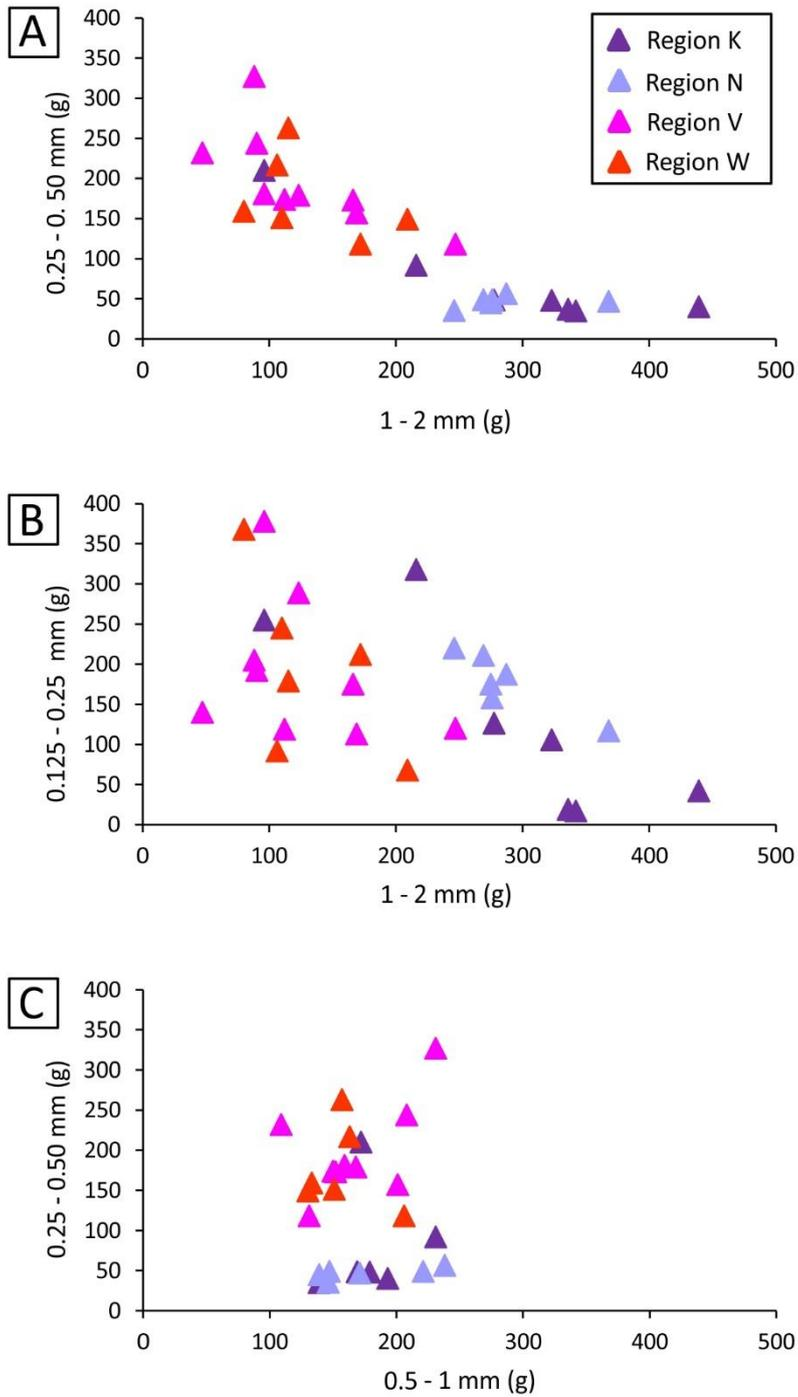 A
400
350
300
250
200
150
100
50
0
0.25 - 0. 50 mm (g)
0 100 200 300 400 500
1 - 2 mm (g)
Region K
Region N
Region V
Region W
B
400
350
300
250
200
150
100
50
0
0.125 - 0.25 mm (g)
0 100 200 300 400 500
1 - 2 mm (g)
C
400
350
300
250
200
150
100
50
0
0.25 - 0.50 mm (g)
0 100 200 300 400 500
0.5 - 1 mm (g)